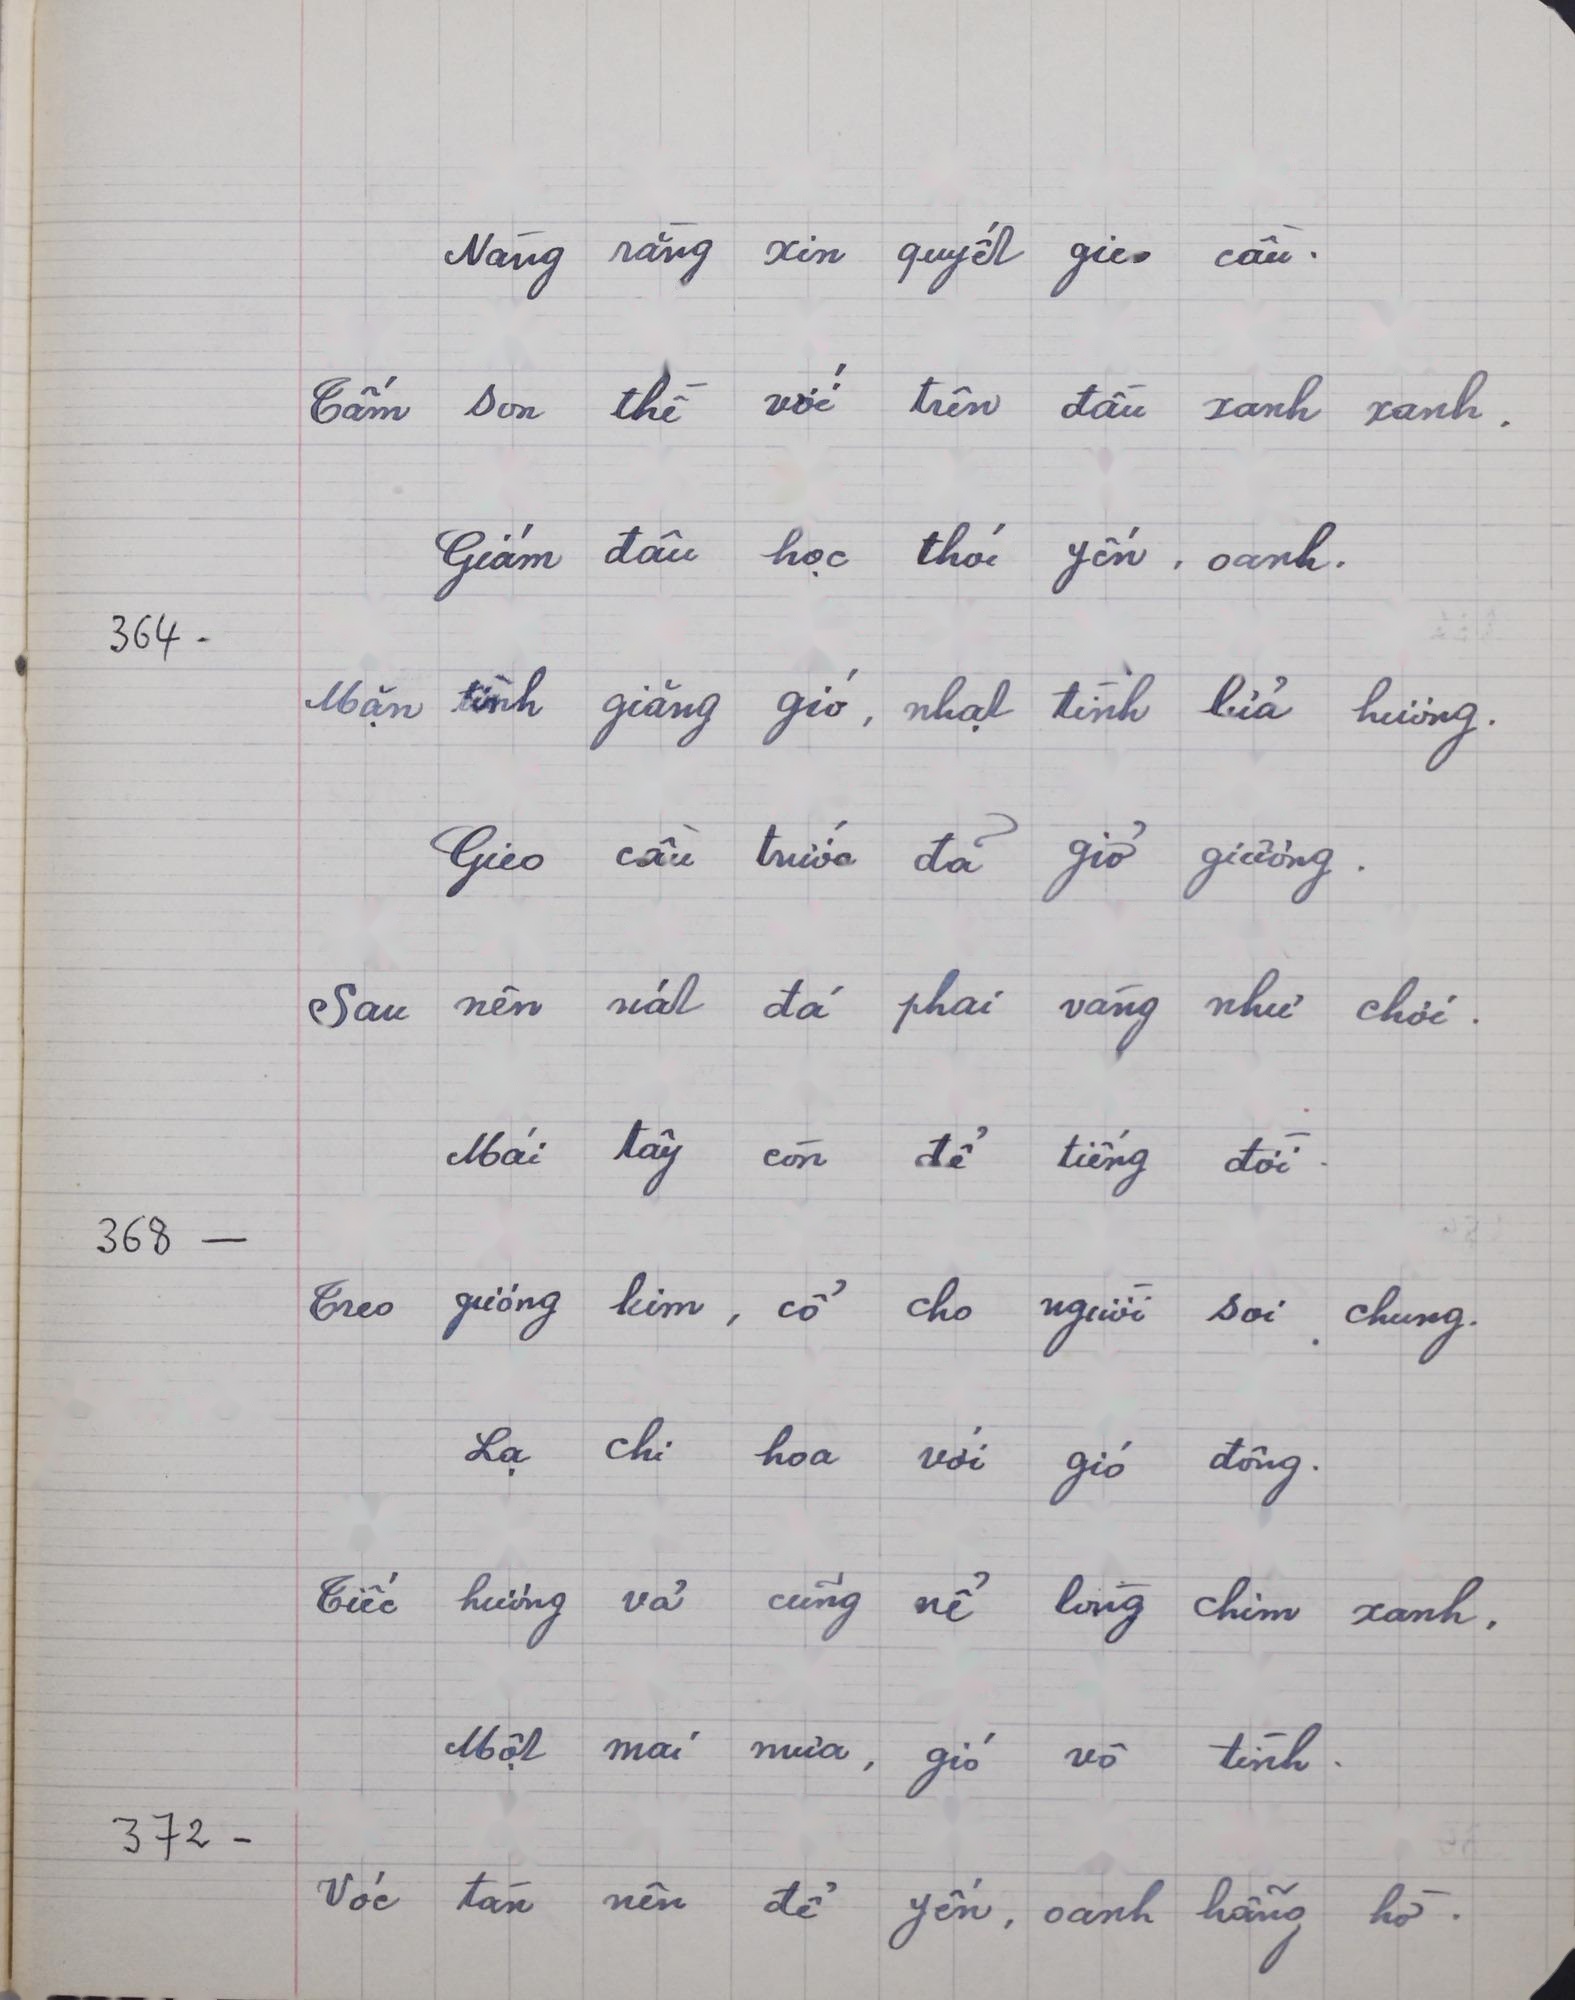 Nàng rằng xin quyết gieo cầu.
Tấm son thề với trên đầu xanh xanh.
Giám đâu học thói yến, oanh.
364 -
Mặn tình giăng gió, nhạt tình lửa hương.
Gieo cầu trước đã giở giương.
Sau nên nát đá phai vàng như chơi.
Mái tây còn để tiếng đời.
368 —
Treo gương kim, cổ cho người soi chung.
Lạ chi hoa với gió đông.
Tiếc hương vả cũng nể lòng chim xanh.
Một mai mưa, gió vô tình.
372 -
Vóc tàn nên để yến, oanh hẫng hờ.